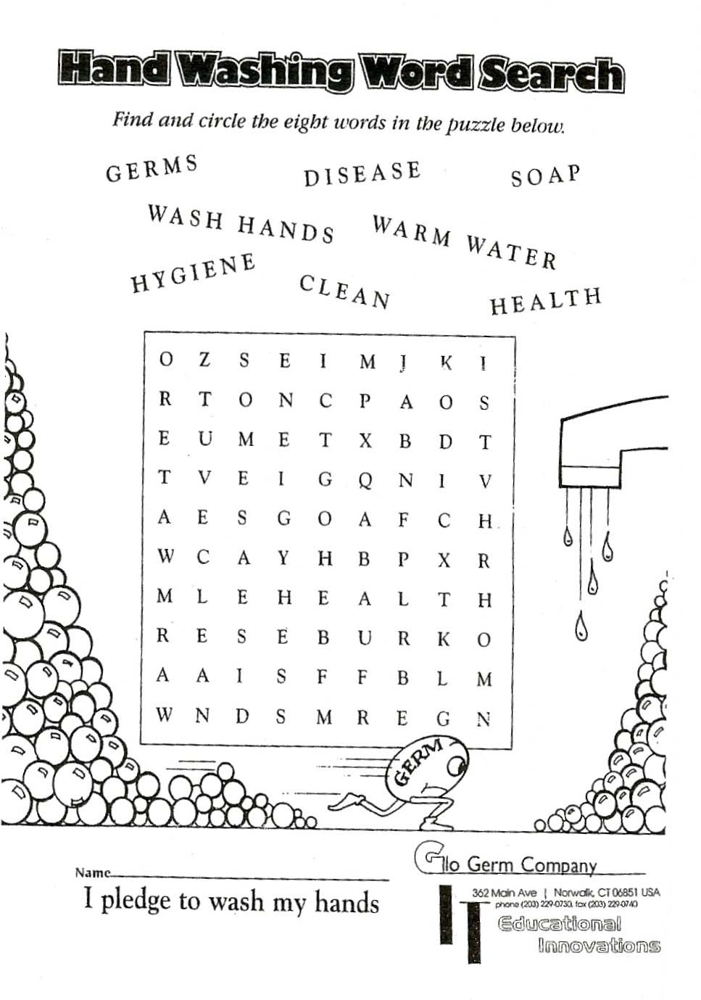 Hand Washing Word Search
Find and circle the eight words in the puzzle below.
GERMS DISEASE SOAP
WASH HANDS WARM WATER
HYGIENE CLEAN HEALTH
O Z S E I M J K I
R T O N C P A O S
E U M E T X B D T
T V E I G Q N I V
A E S G O A F C H
W C A Y H B P X R
M L E H E A L T H
R E S E B U R K O
A A I S F F B L M
W N D S M R E G N
GERM
Name
I pledge to wash my hands
Glo Germ Company
362 Main Ave | Norwalk, CT 06851 USA
phone (203) 229-0730, fax (203) 229-0740
Educational
Innovations